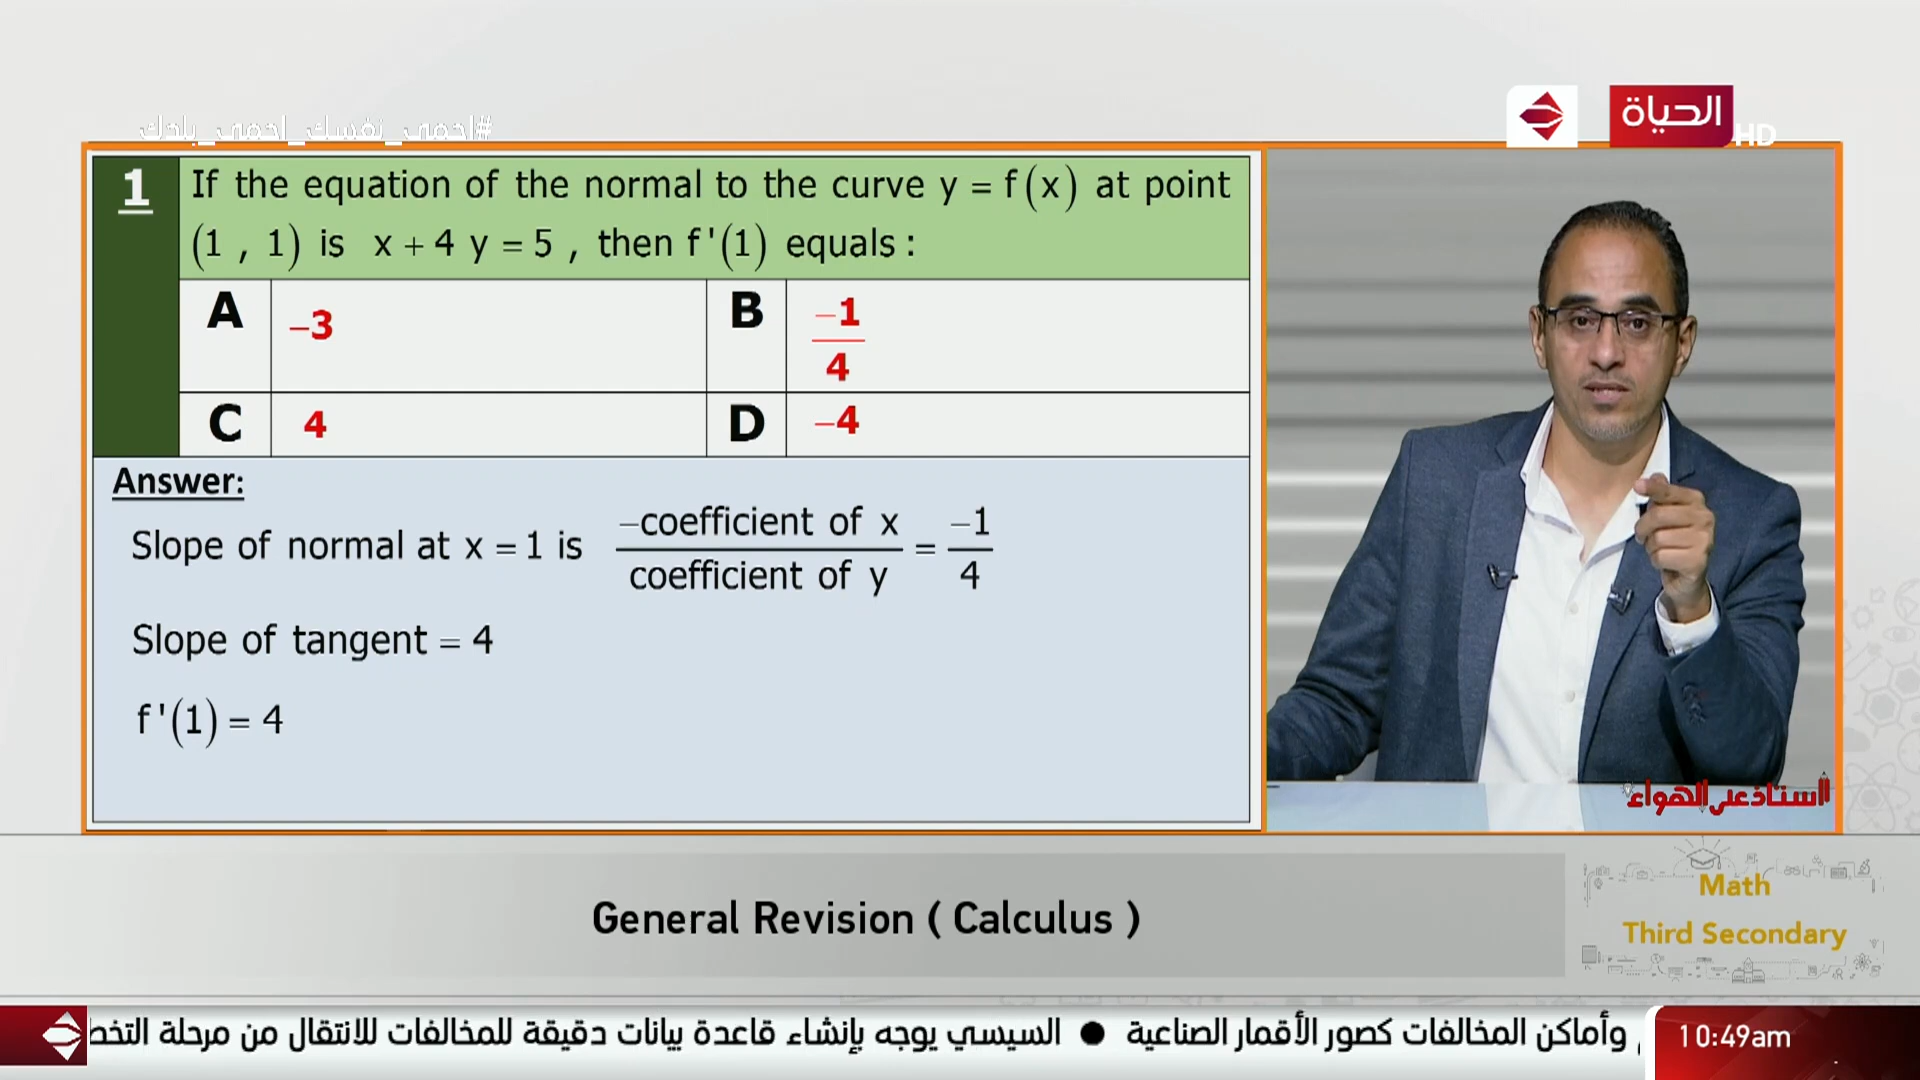 #احمي_نفسك_احمي_بلدك
الحياة
HD
1
If the equation of the normal to the curve y = f(x) at point
(1 , 1) is x + 4 y = 5 , then f'(1) equals :
A –3
B –1/4
C 4
D –4
Answer:
Slope of normal at x = 1 is –coefficient of x / coefficient of y = –1/4
Slope of tangent = 4
f'(1) = 4
أستاذ على الهواء
General Revision ( Calculus )
Math
Third Secondary
وأماكن المخالفات كصور الأقمار الصناعية ● السيسي يوجه بإنشاء قاعدة بيانات دقيقة للمخالفات للانتقال من مرحلة التخط
10:49am